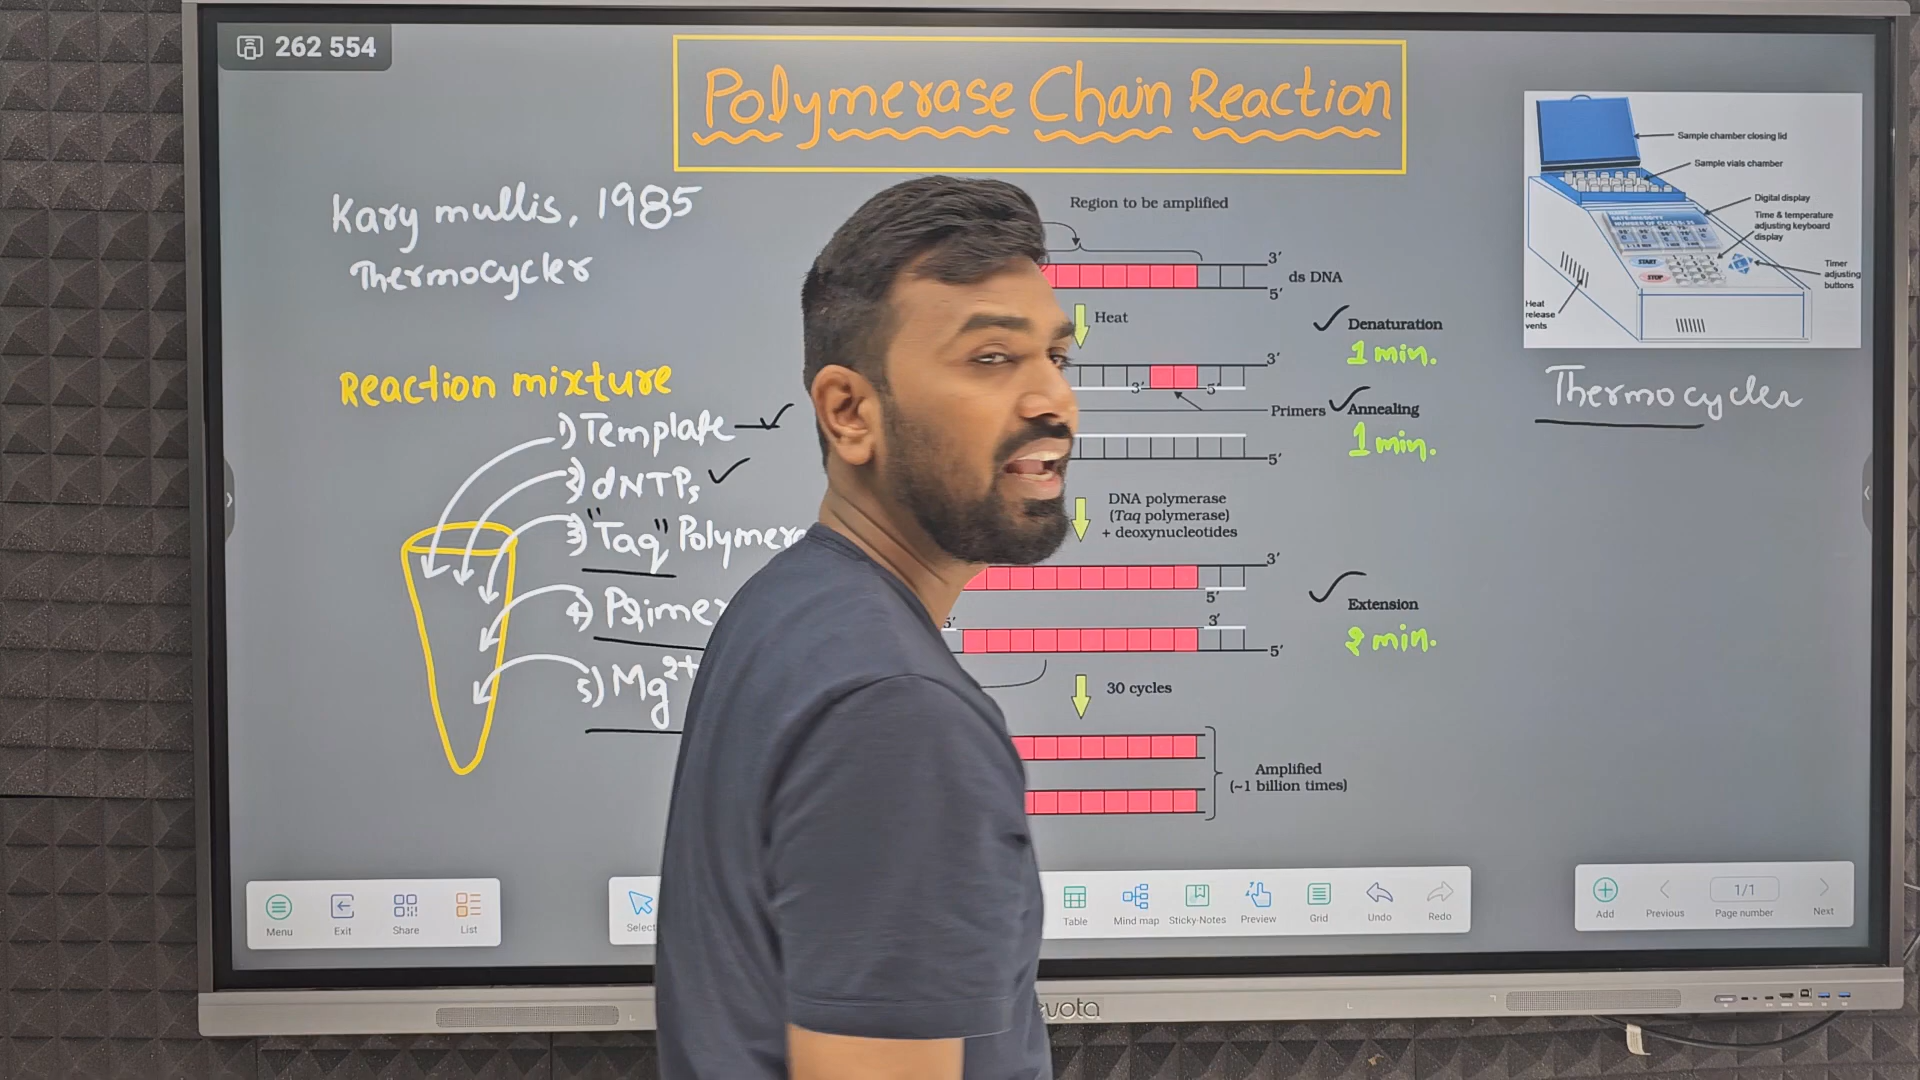 262 554
Polymerase Chain Reaction
Kary mullis, 1985
Thermocycler
Reaction mixture
1) Template
2) dNTPs
3) "Taq" Polymer
4) Primer
5) Mg2+
Region to be amplified
3′
ds DNA
5′
Heat
Denaturation
1 min.
3′
3′
5′
Primers
Annealing
1 min.
5′
DNA polymerase
(Taq polymerase)
+ deoxynucleotides
3′
5′
Extension
2 min.
5′
3′
5′
30 cycles
Amplified
(~1 billion times)
Sample chamber closing lid
Sample vials chamber
Digital display
Time & temperature
adjusting keyboard
display
START
STOP
Timer
adjusting
buttons
Heat
release
vents
Thermocycler
Menu
Exit
Share
List
Select
Table
Mind map
Sticky-Notes
Preview
Grid
Undo
Redo
Add
Previous
1/1
Page number
Next
vota